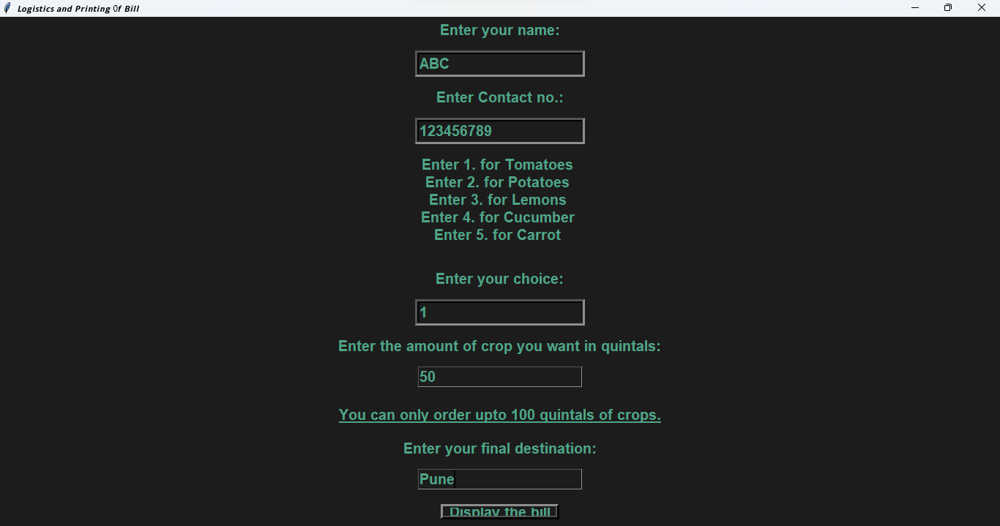 Logistics and Printing Of Bill
Enter your name:
ABC
Enter Contact no.:
123456789
Enter 1. for Tomatoes
Enter 2. for Potatoes
Enter 3. for Lemons
Enter 4. for Cucumber
Enter 5. for Carrot
Enter your choice:
1
Enter the amount of crop you want in quintals:
50
You can only order upto 100 quintals of crops.
Enter your final destination:
Pune
Display the bill